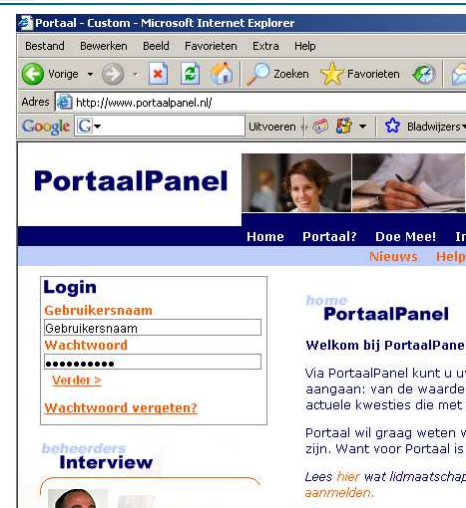 Portaal - Custom - Microsoft Internet Explorer
Bestand Bewerken Beeld Favorieten Extra Help
Vorige Zoeken Favorieten
Adres http://www.portaalpanel.nl/
Google G Uitvoeren Bladwijzers
PortaalPanel
Home Portaal? Doe Mee!
Nieuws Help
Login
Gebruikersnaam
Gebruikersnaam
Wachtwoord
Verder >
Wachtwoord vergeten?
beheerders
Interview
home
PortaalPanel
Welkom bij PortaalPane
Via PortaalPanel kunt u
aangaan: van de waarde
actuele kwesties die met
Portaal wil graag weten
zijn. Want voor Portaal is
Lees hier wat lidmaatschap
aanmelden.